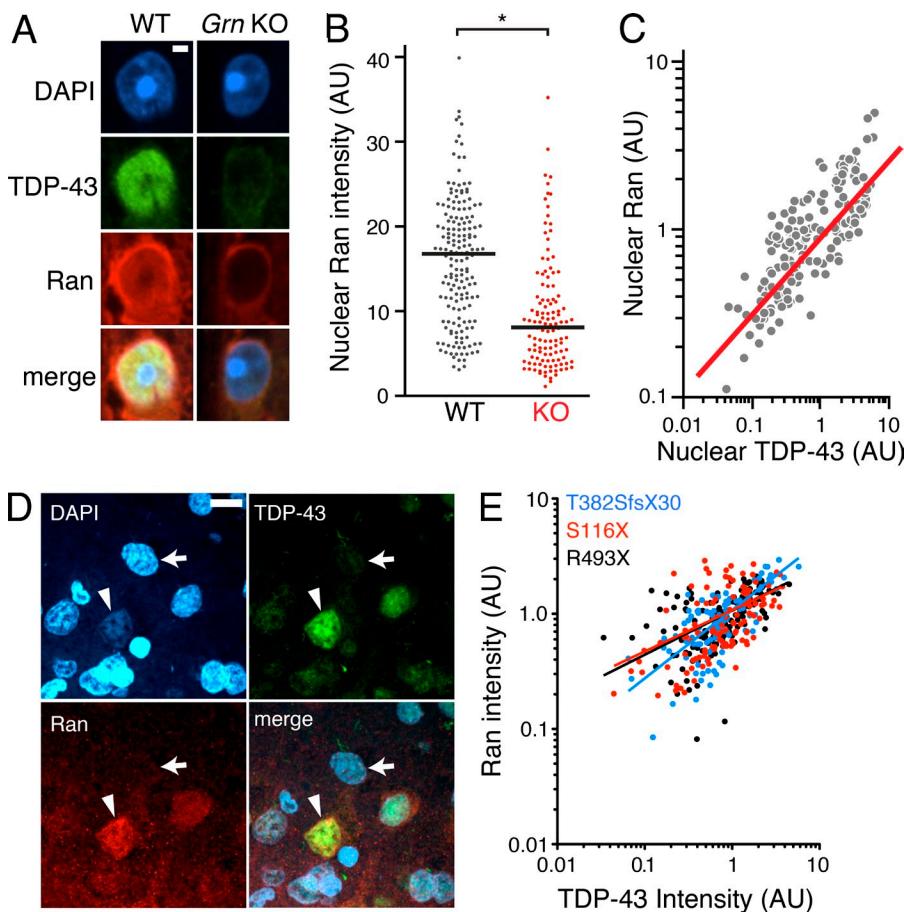 A
WT
Grn KO
DAPI
TDP-43
Ran
merge
B
*
Nuclear Ran intensity (AU)
40
30
20
10
0
WT
KO
C
Nuclear Ran (AU)
10
1
0.1
0.01
0.1
1
10
Nuclear TDP-43 (AU)
D
DAPI
TDP-43
Ran
merge
E
T382SfsX30
S116X
R493X
Ran intensity (AU)
10
1.0
0.1
0.01
0.01
0.1
1
10
TDP-43 Intensity (AU)